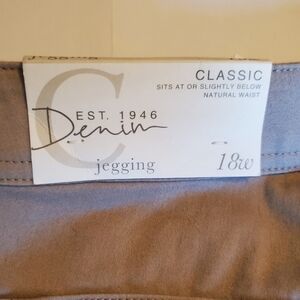 C
CLASSIC
SITS AT OR SLIGHTLY BELOW
NATURAL WAIST
EST. 1946
Denim
jegging
18w